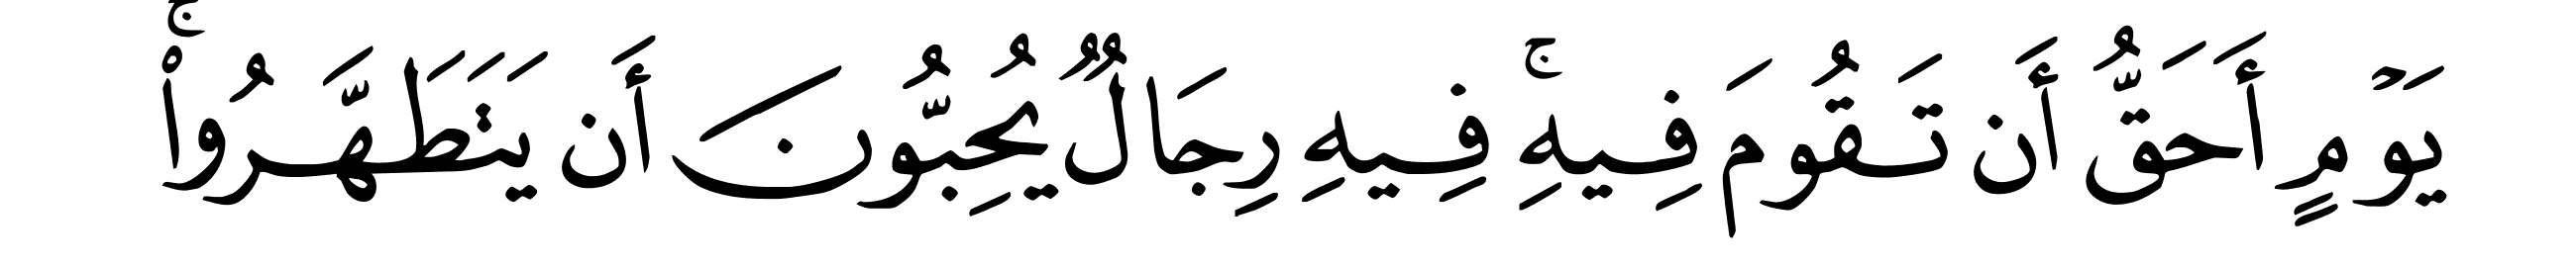 يَوْمٍ أَحَقُّ أَن تَقُومَ فِيهِۚ فِيهِ رِجَالٌ يُحِبُّونَ أَن يَتَطَهَّرُوا۟ۚ